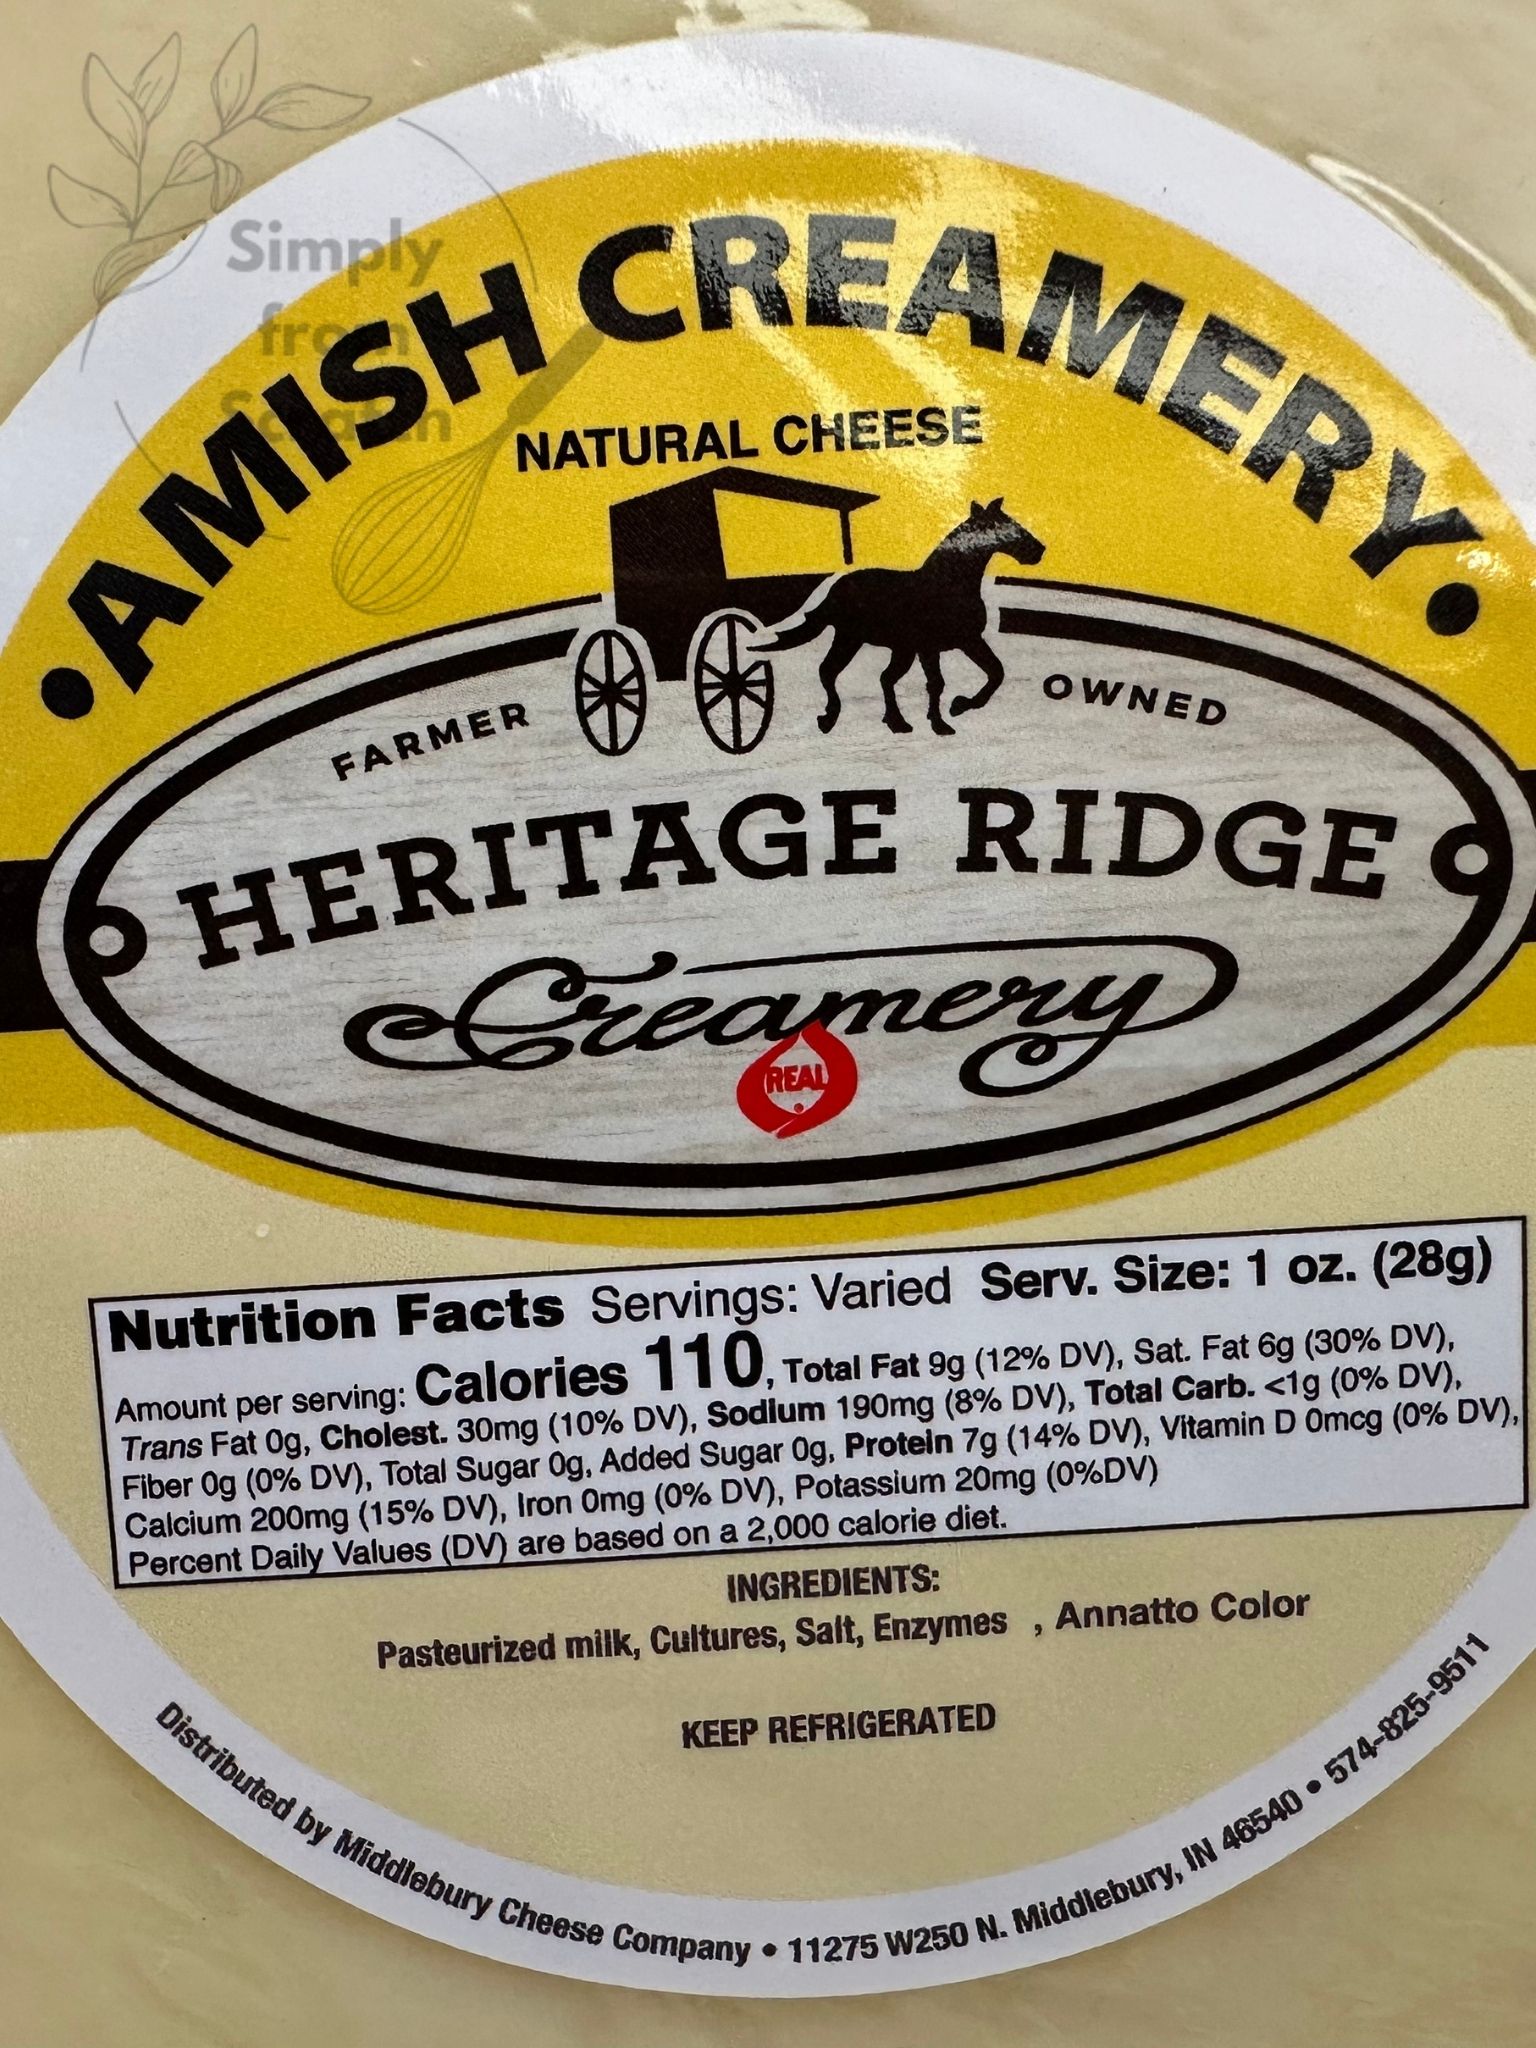 Simply
from
Scratch
• AMISH CREAMERY •
NATURAL CHEESE
FARMER OWNED
HERITAGE RIDGE
Creamery
REAL
Nutrition Facts Servings: Varied Serv. Size: 1 oz. (28g)
Amount per serving: Calories 110, Total Fat 9g (12% DV), Sat. Fat 6g (30% DV),
Trans Fat 0g, Cholest. 30mg (10% DV), Sodium 190mg (8% DV), Total Carb. <1g (0% DV),
Fiber 0g (0% DV), Total Sugar 0g, Added Sugar 0g, Protein 7g (14% DV), Vitamin D 0mcg (0% DV),
Calcium 200mg (15% DV), Iron 0mg (0% DV), Potassium 20mg (0%DV)
Percent Daily Values (DV) are based on a 2,000 calorie diet.
INGREDIENTS:
Pasteurized milk, Cultures, Salt, Enzymes , Annatto Color
KEEP REFRIGERATED
Distributed by Middlebury Cheese Company • 11275 W250 N. Middlebury, IN 46540 • 574-825-9511